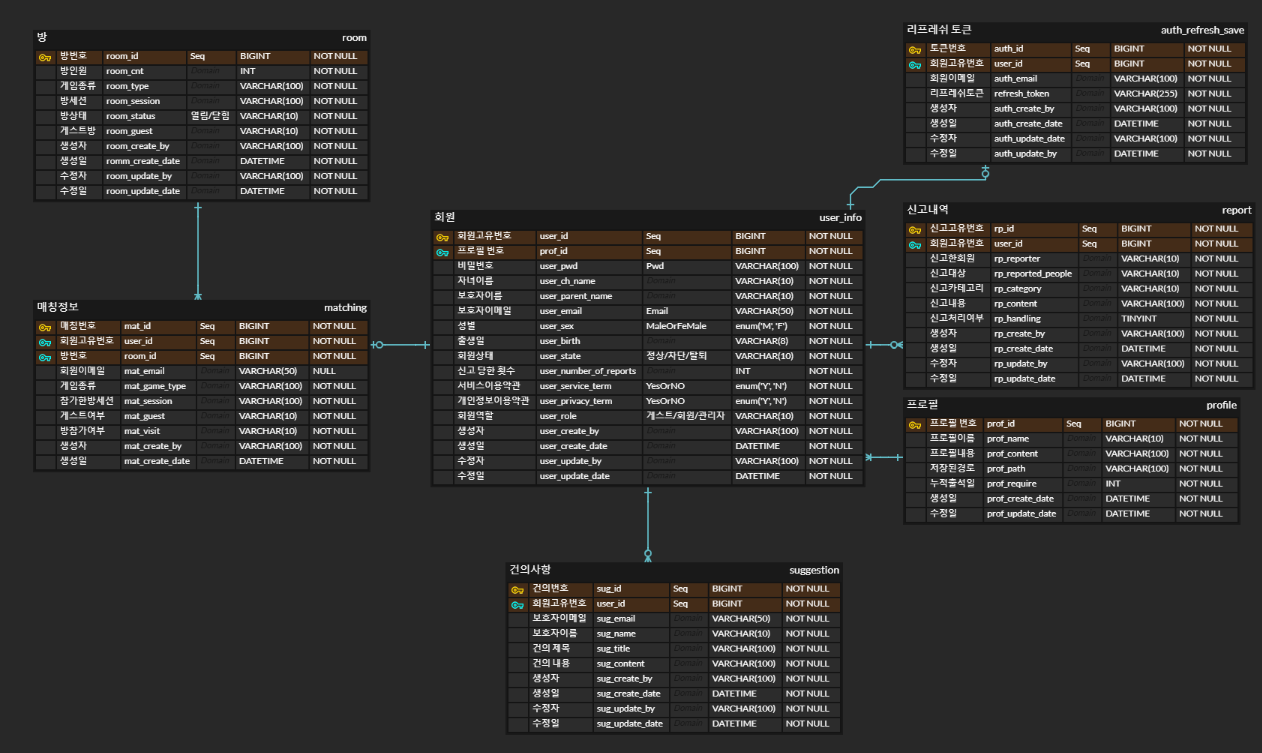 방 room
방번호 room_id Seq BIGINT NOT NULL
방인원 room_cnt Domain INT NOT NULL
게임종류 room_type Domain VARCHAR(100) NOT NULL
방세션 room_session Domain VARCHAR(100) NOT NULL
방상태 room_status 열림/닫힘 VARCHAR(10) NOT NULL
게스트방 room_guest Domain VARCHAR(10) NOT NULL
생성자 room_create_by Domain VARCHAR(100) NOT NULL
생성일 romm_create_date Domain DATETIME NOT NULL
수정자 room_update_by Domain VARCHAR(100) NOT NULL
수정일 room_update_date Domain DATETIME NOT NULL
리프레쉬 토큰 auth_refresh_save
토큰번호 auth_id Seq BIGINT NOT NULL
회원고유번호 user_id Seq BIGINT NOT NULL
회원이메일 auth_email Domain VARCHAR(100) NOT NULL
리프레쉬토큰 refresh_token Domain VARCHAR(255) NOT NULL
생성자 auth_create_by Domain VARCHAR(100) NOT NULL
생성일 auth_create_date Domain DATETIME NOT NULL
수정자 auth_update_date Domain VARCHAR(100) NOT NULL
수정일 auth_update_by Domain DATETIME NOT NULL
회원 user_info
회원고유번호 user_id Seq BIGINT NOT NULL
프로필 번호 prof_id Seq BIGINT NOT NULL
비밀번호 user_pwd Pwd VARCHAR(100) NOT NULL
자녀이름 user_ch_name Domain VARCHAR(10) NOT NULL
보호자이름 user_parent_name Domain VARCHAR(10) NOT NULL
보호자이메일 user_email Email VARCHAR(50) NOT NULL
성별 user_sex MaleOrFeMale enum('M', 'F') NOT NULL
출생일 user_birth Domain VARCHAR(8) NOT NULL
회원상태 user_state 정상/차단/탈퇴 VARCHAR(10) NOT NULL
신고 당한 횟수 user_number_of_reports Domain INT NOT NULL
서비스이용약관 user_service_term YesOrNO enum('Y','N') NOT NULL
개인정보이용약관 user_privacy_term YesOrNO enum('Y','N') NOT NULL
회원역할 user_role 게스트/회원/관리자 VARCHAR(10) NOT NULL
생성자 user_create_by Domain VARCHAR(100) NOT NULL
생성일 user_create_date Domain DATETIME NOT NULL
수정자 user_update_by Domain VARCHAR(100) NOT NULL
수정일 user_update_date Domain DATETIME NOT NULL
신고내역 report
신고고유번호 rp_id Seq BIGINT NOT NULL
회원고유번호 user_id Seq BIGINT NOT NULL
신고한회원 rp_reporter Domain VARCHAR(10) NOT NULL
신고대상 rp_reported_people Domain VARCHAR(10) NOT NULL
신고카테고리 rp_category Domain VARCHAR(10) NOT NULL
신고내용 rp_content Domain VARCHAR(100) NOT NULL
신고처리여부 rp_handling Domain TINYINT NOT NULL
생성자 rp_create_by Domain VARCHAR(100) NOT NULL
생성일 rp_create_date Domain DATETIME NOT NULL
수정자 rp_update_by Domain VARCHAR(100) NOT NULL
수정일 rp_update_date Domain DATETIME NOT NULL
매칭정보 matching
매칭번호 mat_id Seq BIGINT NOT NULL
회원고유번호 user_id Seq BIGINT NOT NULL
방번호 room_id Seq BIGINT NOT NULL
회원이메일 mat_email Domain VARCHAR(50) NULL
게임종류 mat_game_type Domain VARCHAR(100) NOT NULL
참가한방세션 mat_session Domain VARCHAR(100) NOT NULL
게스트여부 mat_guest Domain VARCHAR(10) NOT NULL
방참가여부 mat_visit Domain VARCHAR(10) NOT NULL
생성자 mat_create_by Domain VARCHAR(100) NOT NULL
생성일 mat_create_date Domain DATETIME NOT NULL
프로필 profile
프로필 번호 prof_id Seq BIGINT NOT NULL
프로필이름 prof_name Domain VARCHAR(10) NOT NULL
프로필내용 prof_content Domain VARCHAR(100) NOT NULL
저장된경로 prof_path Domain VARCHAR(100) NOT NULL
누적출석일 prof_require Domain INT NOT NULL
생성일 prof_create_date Domain DATETIME NOT NULL
수정일 prof_update_date Domain DATETIME NOT NULL
건의사항 suggestion
건의번호 sug_id Seq BIGINT NOT NULL
회원고유번호 user_id Seq BIGINT NOT NULL
보호자이메일 sug_email Domain VARCHAR(50) NOT NULL
보호자이름 sug_name Domain VARCHAR(10) NOT NULL
건의 제목 sug_title Domain VARCHAR(100) NOT NULL
건의 내용 sug_content Domain VARCHAR(100) NOT NULL
생성자 sug_create_by Domain VARCHAR(100) NOT NULL
생성일 sug_create_date Domain DATETIME NOT NULL
수정자 sug_update_by Domain VARCHAR(100) NOT NULL
수정일 sug_update_date Domain DATETIME NOT NULL